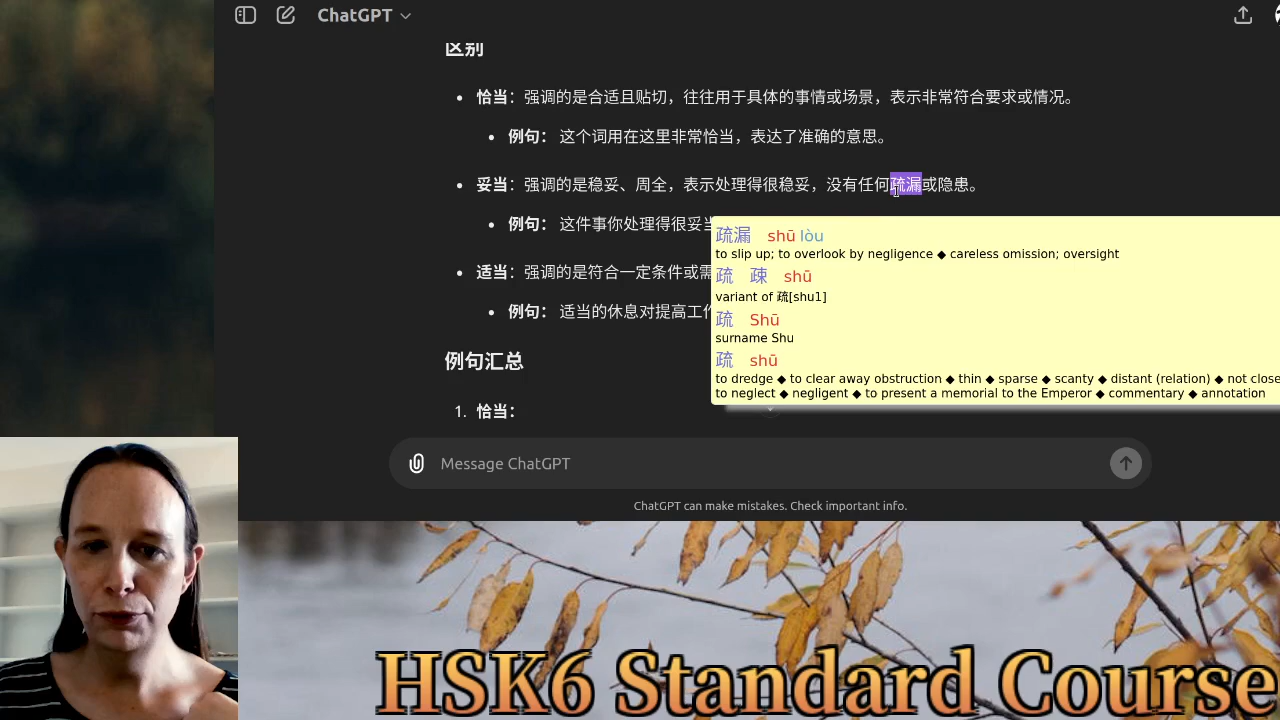 ChatGPT
区别
恰当：强调的是合适且贴切，往往用于具体的事情或场景，表示非常符合要求或情况。
例句： 这个词用在这里非常恰当，表达了准确的意思。
妥当：强调的是稳妥、周全，表示处理得很稳妥，没有任何疏漏或隐患。
例句： 这件事你处理得很妥当
适当：强调的是符合一定条件或需
例句： 适当的休息对提高工作
疏漏 shū lòu
to slip up; to overlook by negligence ◆ careless omission; oversight
疏 疎 shū
variant of 疏[shu1]
疏 Shū
surname Shu
疏 shū
to dredge ◆ to clear away obstruction ◆ thin ◆ sparse ◆ scanty ◆ distant (relation) ◆ not close
to neglect ◆ negligent ◆ to present a memorial to the Emperor ◆ commentary ◆ annotation
例句汇总
1. 恰当：
Message ChatGPT
ChatGPT can make mistakes. Check important info.
HSK6 Standard Course